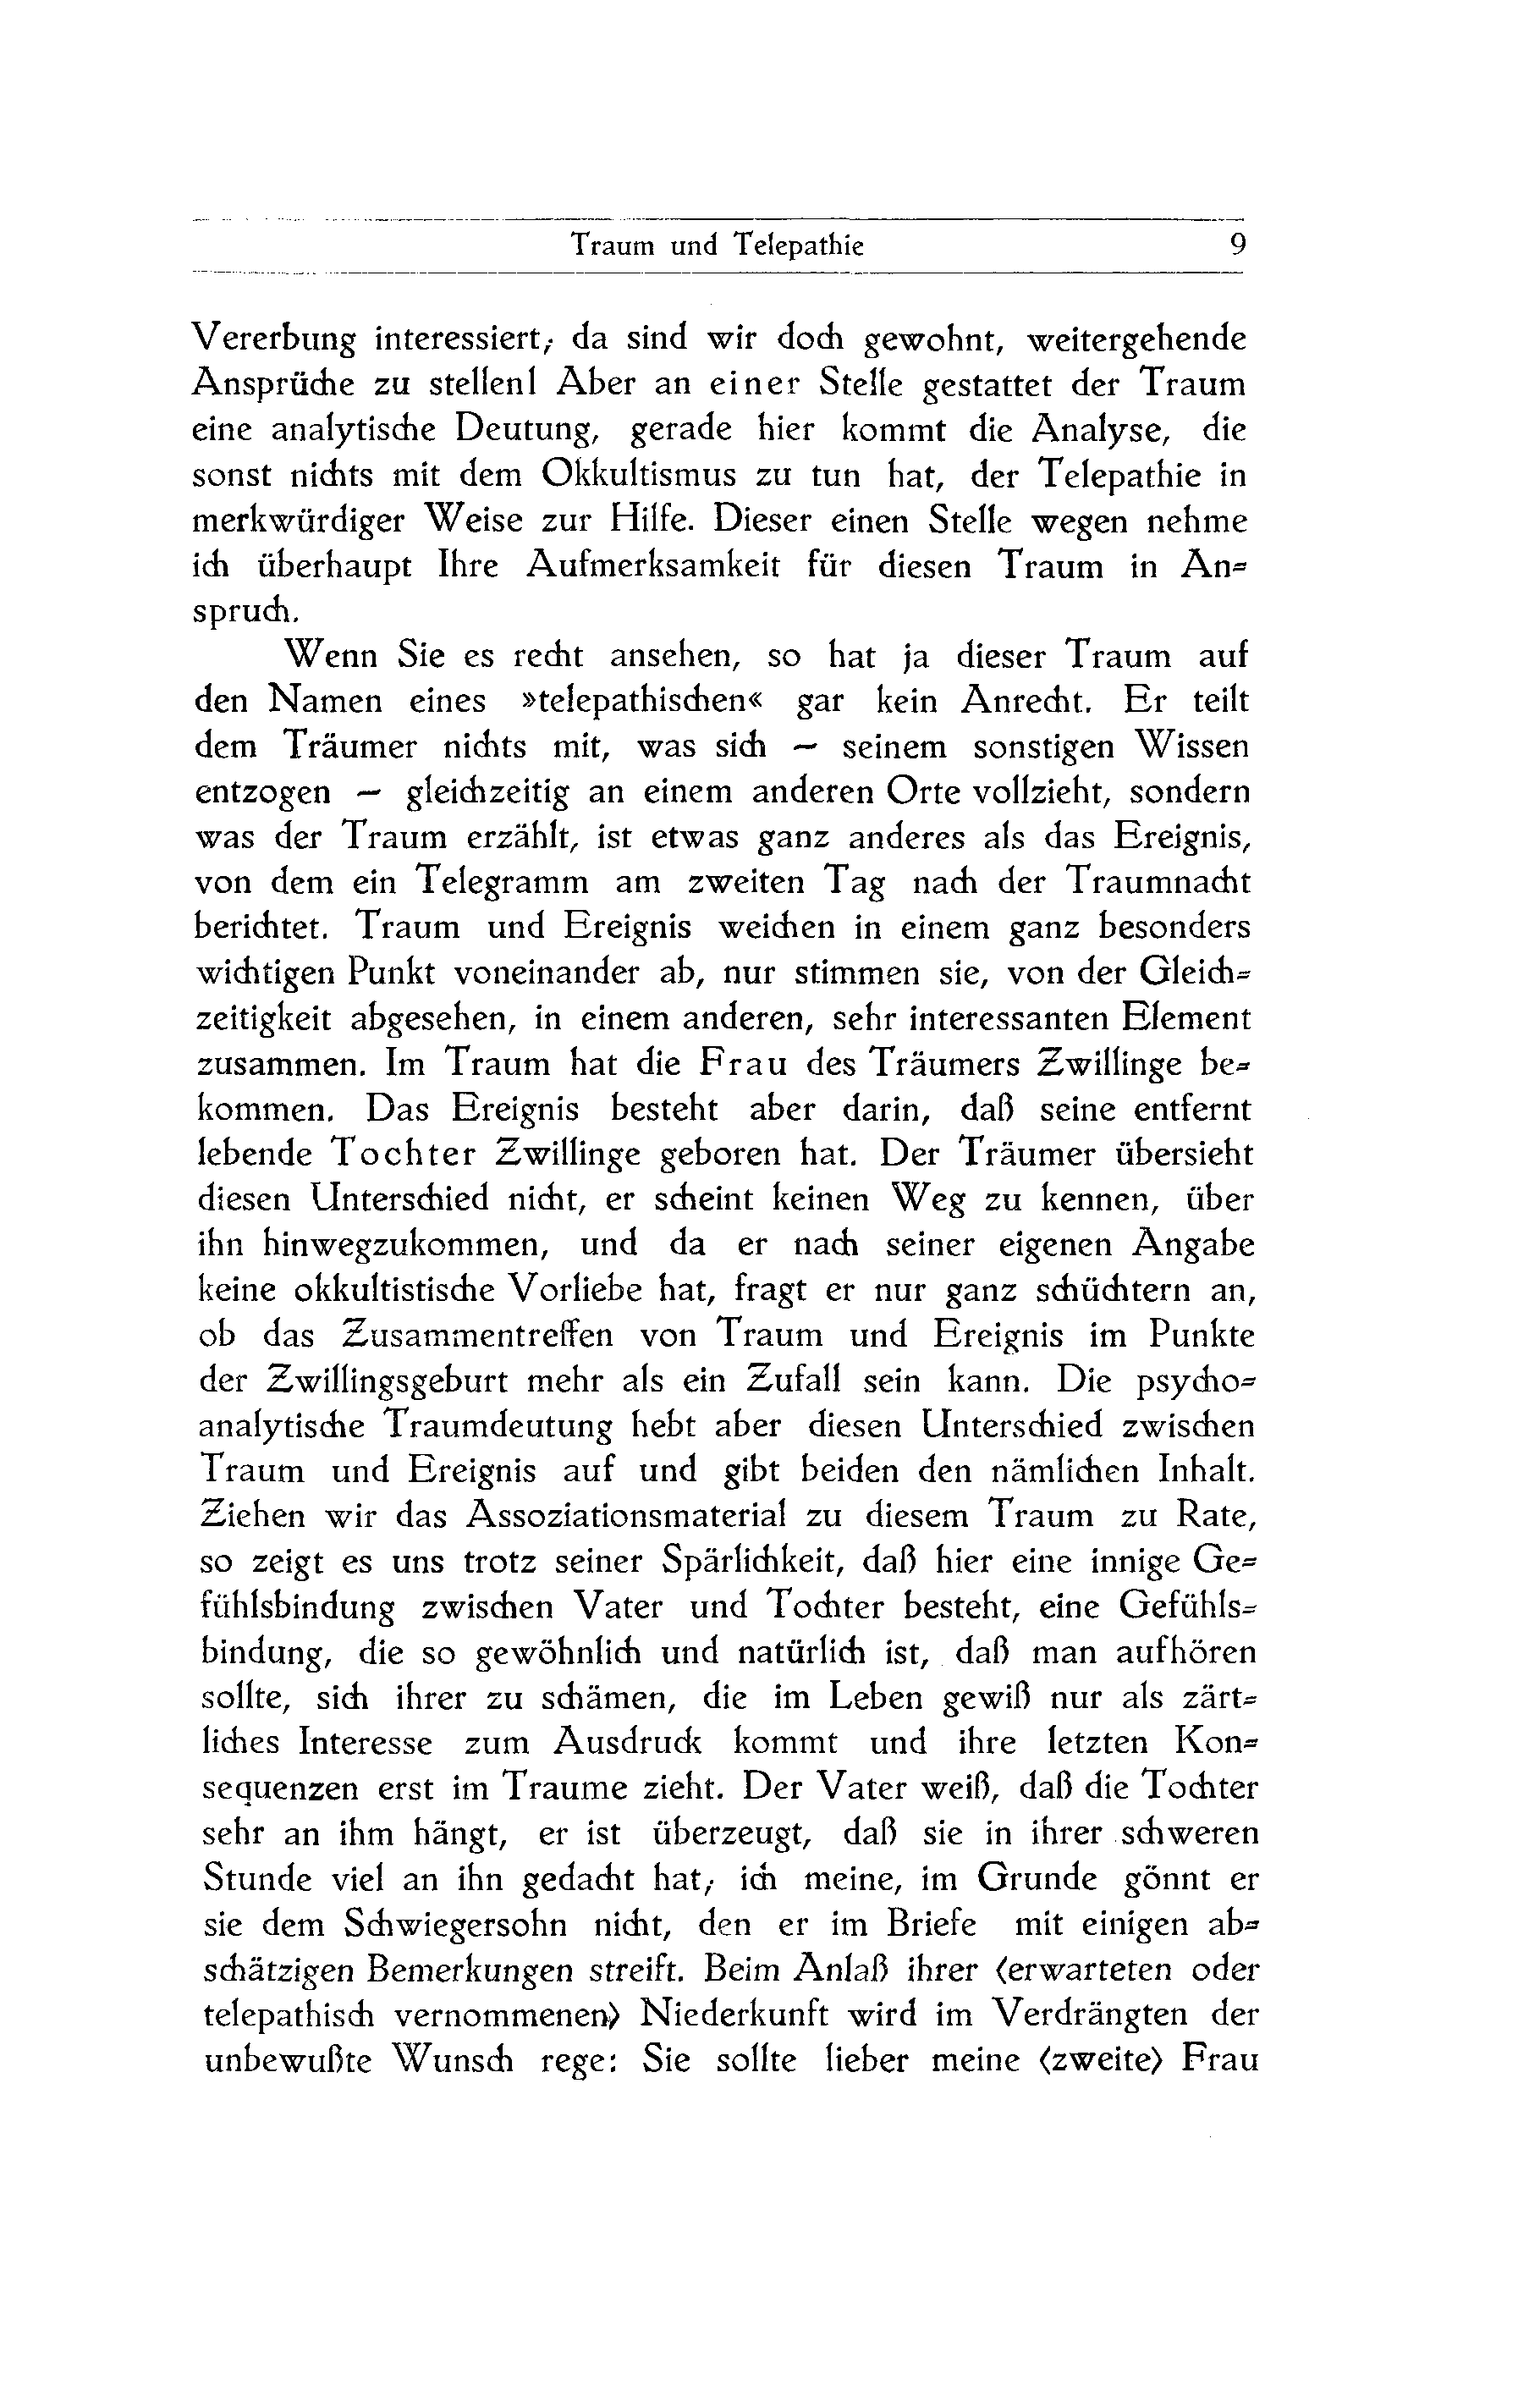 Traum und Telepathie 9
Vererbung interessiert; da sind wir doch gewohnt, weitergehende
Ansprüche zu stellen! Aber an einer Stelle gestattet der Traum
eine analytische Deutung, gerade hier kommt die Analyse, die
sonst nichts mit dem Okkultismus zu tun hat, der Telepathie in
merkwürdiger Weise zur Hilfe. Dieser einen Stelle wegen nehme
ich überhaupt Ihre Aufmerksamkeit für diesen Traum in An-
spruch.
Wenn Sie es recht ansehen, so hat ja dieser Traum auf
den Namen eines »telepathischen« gar kein Anrecht. Er teilt
dem Träumer nichts mit, was sich — seinem sonstigen Wissen
entzogen — gleichzeitig an einem anderen Orte vollzieht, sondern
was der Traum erzählt, ist etwas ganz anderes als das Ereignis,
von dem ein Telegramm am zweiten Tag nach der Traumnacht
berichtet. Traum und Ereignis weichen in einem ganz besonders
wichtigen Punkt voneinander ab, nur stimmen sie, von der Gleich-
zeitigkeit abgesehen, in einem anderen, sehr interessanten Element
zusammen. Im Traum hat die Frau des Träumers Zwillinge be-
kommen. Das Ereignis besteht aber darin, daß seine entfernt
lebende Tochter Zwillinge geboren hat. Der Träumer übersieht
diesen Unterschied nicht, er scheint keinen Weg zu kennen, über
ihn hinwegzukommen, und da er nach seiner eigenen Angabe
keine okkultistische Vorliebe hat, fragt er nur ganz schüchtern an,
ob das Zusammentreffen von Traum und Ereignis im Punkte
der Zwillingsgeburt mehr als ein Zufall sein kann. Die psycho-
analytische Traumdeutung hebt aber diesen Unterschied zwischen
Traum und Ereignis auf und gibt beiden den nämlichen Inhalt.
Ziehen wir das Assoziationsmaterial zu diesem Traum zu Rate,
so zeigt es uns trotz seiner Spärlichkeit, daß hier eine innige Ge-
fühlsbindung zwischen Vater und Tochter besteht, eine Gefühls-
bindung, die so gewöhnlich und natürlich ist, daß man aufhören
sollte, sich ihrer zu schämen, die im Leben gewiß nur als zärt-
liches Interesse zum Ausdruck kommt und ihre letzten Kon-
sequenzen erst im Traume zieht. Der Vater weiß, daß die Tochter
sehr an ihm hängt, er ist überzeugt, daß sie in ihrer schweren
Stunde viel an ihn gedacht hat; ich meine, im Grunde gönnt er
sie dem Schwiegersohn nicht, den er im Briefe mit einigen ab-
schätzigen Bemerkungen streift. Beim Anlaß ihrer (erwarteten oder
telepathisch vernommenen) Niederkunft wird im Verdrängten der
unbewußte Wunsch rege: Sie sollte lieber meine (zweite) Frau